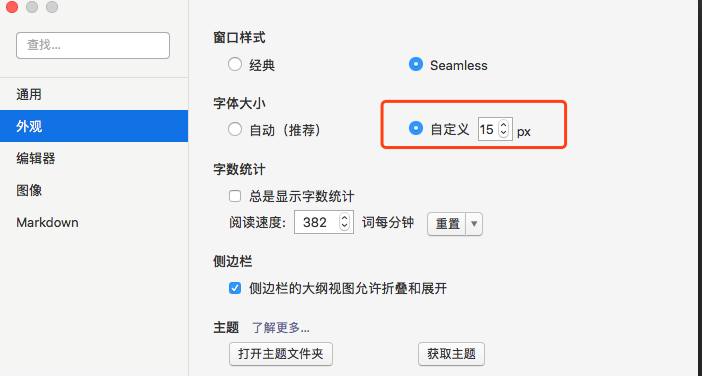 查找...
通用
外观
编辑器
图像
Markdown
窗口样式
经典 Seamless
字体大小
自动（推荐） 自定义 15 px
字数统计
总是显示字数统计
阅读速度: 382 词每分钟 重置
侧边栏
侧边栏的大纲视图允许折叠和展开
主题 了解更多...
打开主题文件夹 获取主题